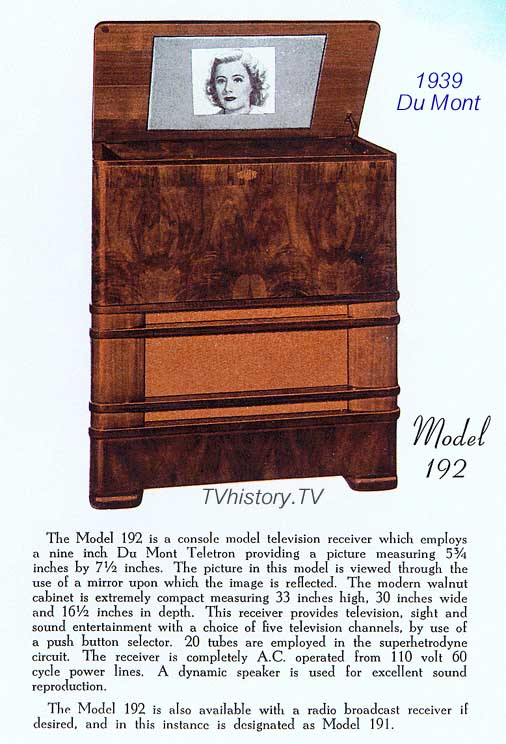 1939
Du Mont
Model
192
TVhistory.TV
The Model 192 is a console model television receiver which employs
a nine inch Du Mont Teletron providing a picture measuring 5¾
inches by 7½ inches. The picture in this model is viewed through the
use of a mirror upon which the image is reflected. The modern walnut
cabinet is extremely compact measuring 33 inches high, 30 inches wide
and 16½ inches in depth. This receiver provides television, sight and
sound entertainment with a choice of five television channels, by use of
a push button selector. 20 tubes are employed in the superhetrodyne
circuit. The receiver is completely A.C. operated from 110 volt 60
cycle power lines. A dynamic speaker is used for excellent sound
reproduction.
The Model 192 is also available with a radio broadcast receiver if
desired, and in this instance is designated as Model 191.